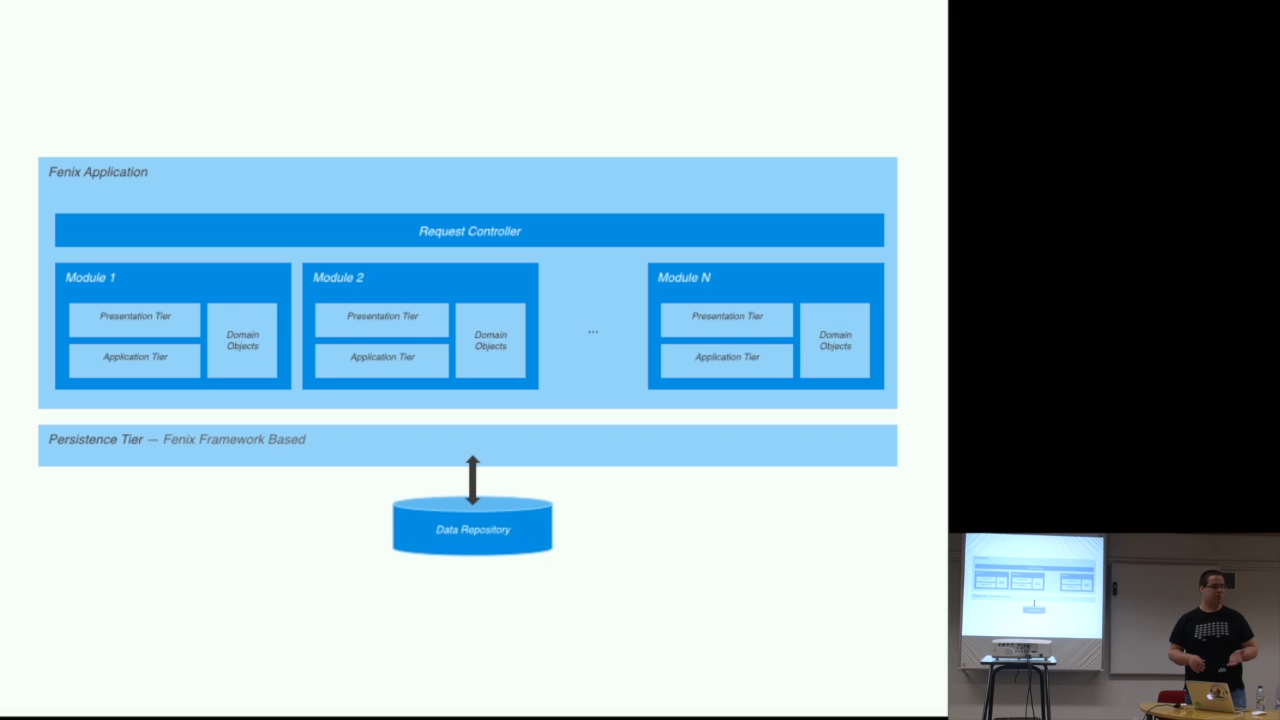 Fenix Application
Request Controller
Module 1
Presentation Tier
Application Tier
Domain
Objects
Module 2
Presentation Tier
Application Tier
Domain
Objects
...
Module N
Presentation Tier
Application Tier
Domain
Objects
Persistence Tier — Fenix Framework Based
Data Repository